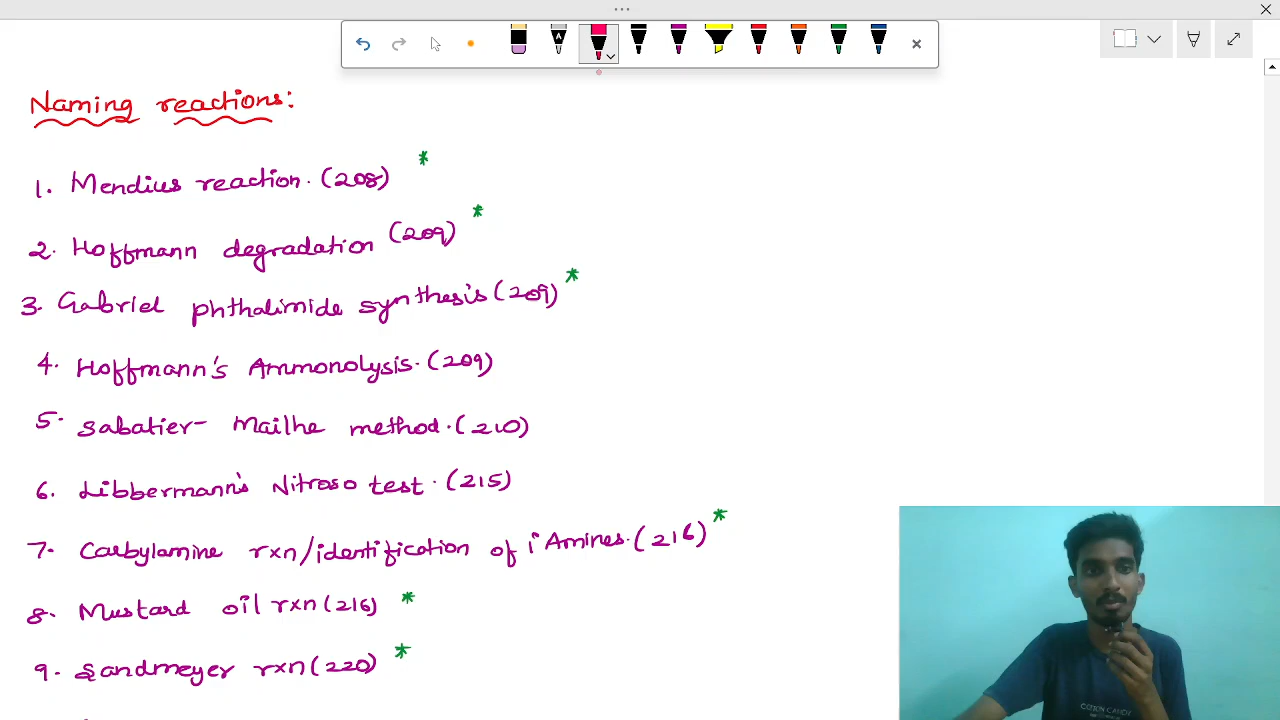 Naming reactions:
1. Mendius reaction. (208) *
2. Hoffmann degradation (209) *
3. Gabriel phthalimide synthesis (209) *
4. Hoffmann's Ammonolysis. (209)
5. Sabatier- Mailhe method. (210)
6. Libbermann's Nitroso test. (215)
7. Carbylamine rxn/identification of i Amines. (216) *
8. Mustard oil rxn (216) *
9. Sandmeyer rxn (220) *